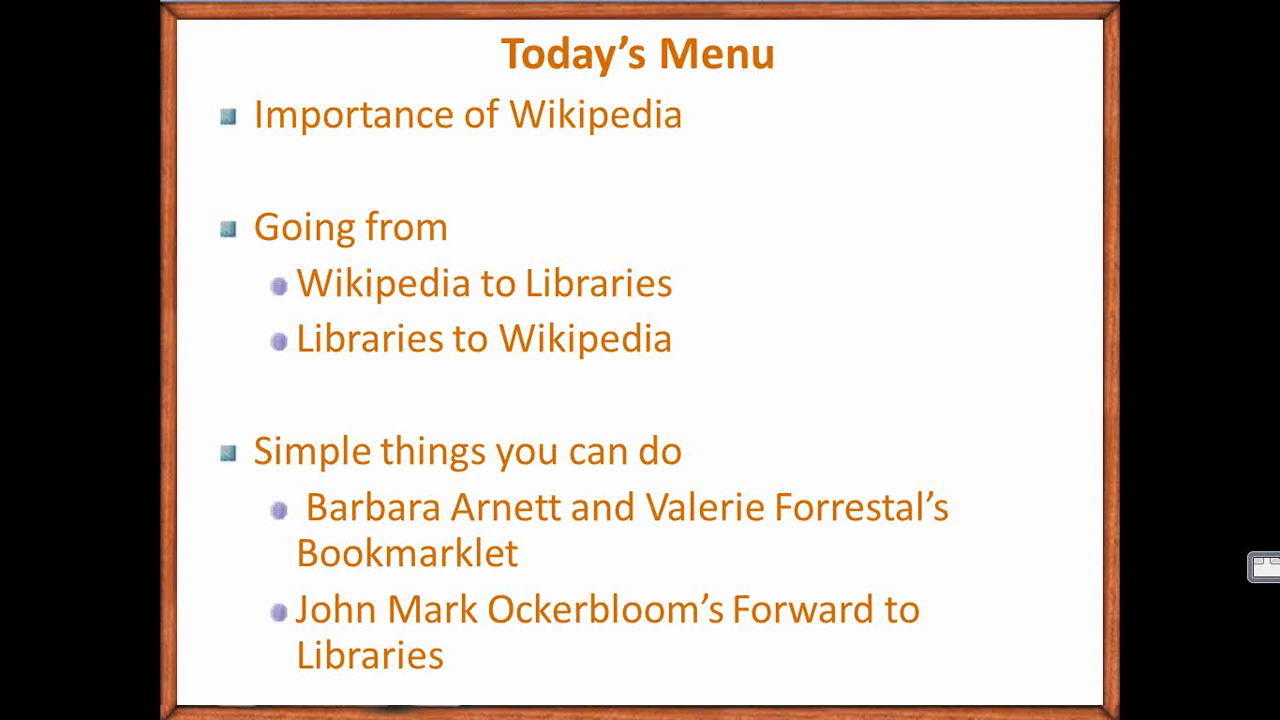 Today’s Menu
Importance of Wikipedia
Going from
Wikipedia to Libraries
Libraries to Wikipedia
Simple things you can do
Barbara Arnett and Valerie Forrestal’s
Bookmarklet
John Mark Ockerbloom’s Forward to
Libraries